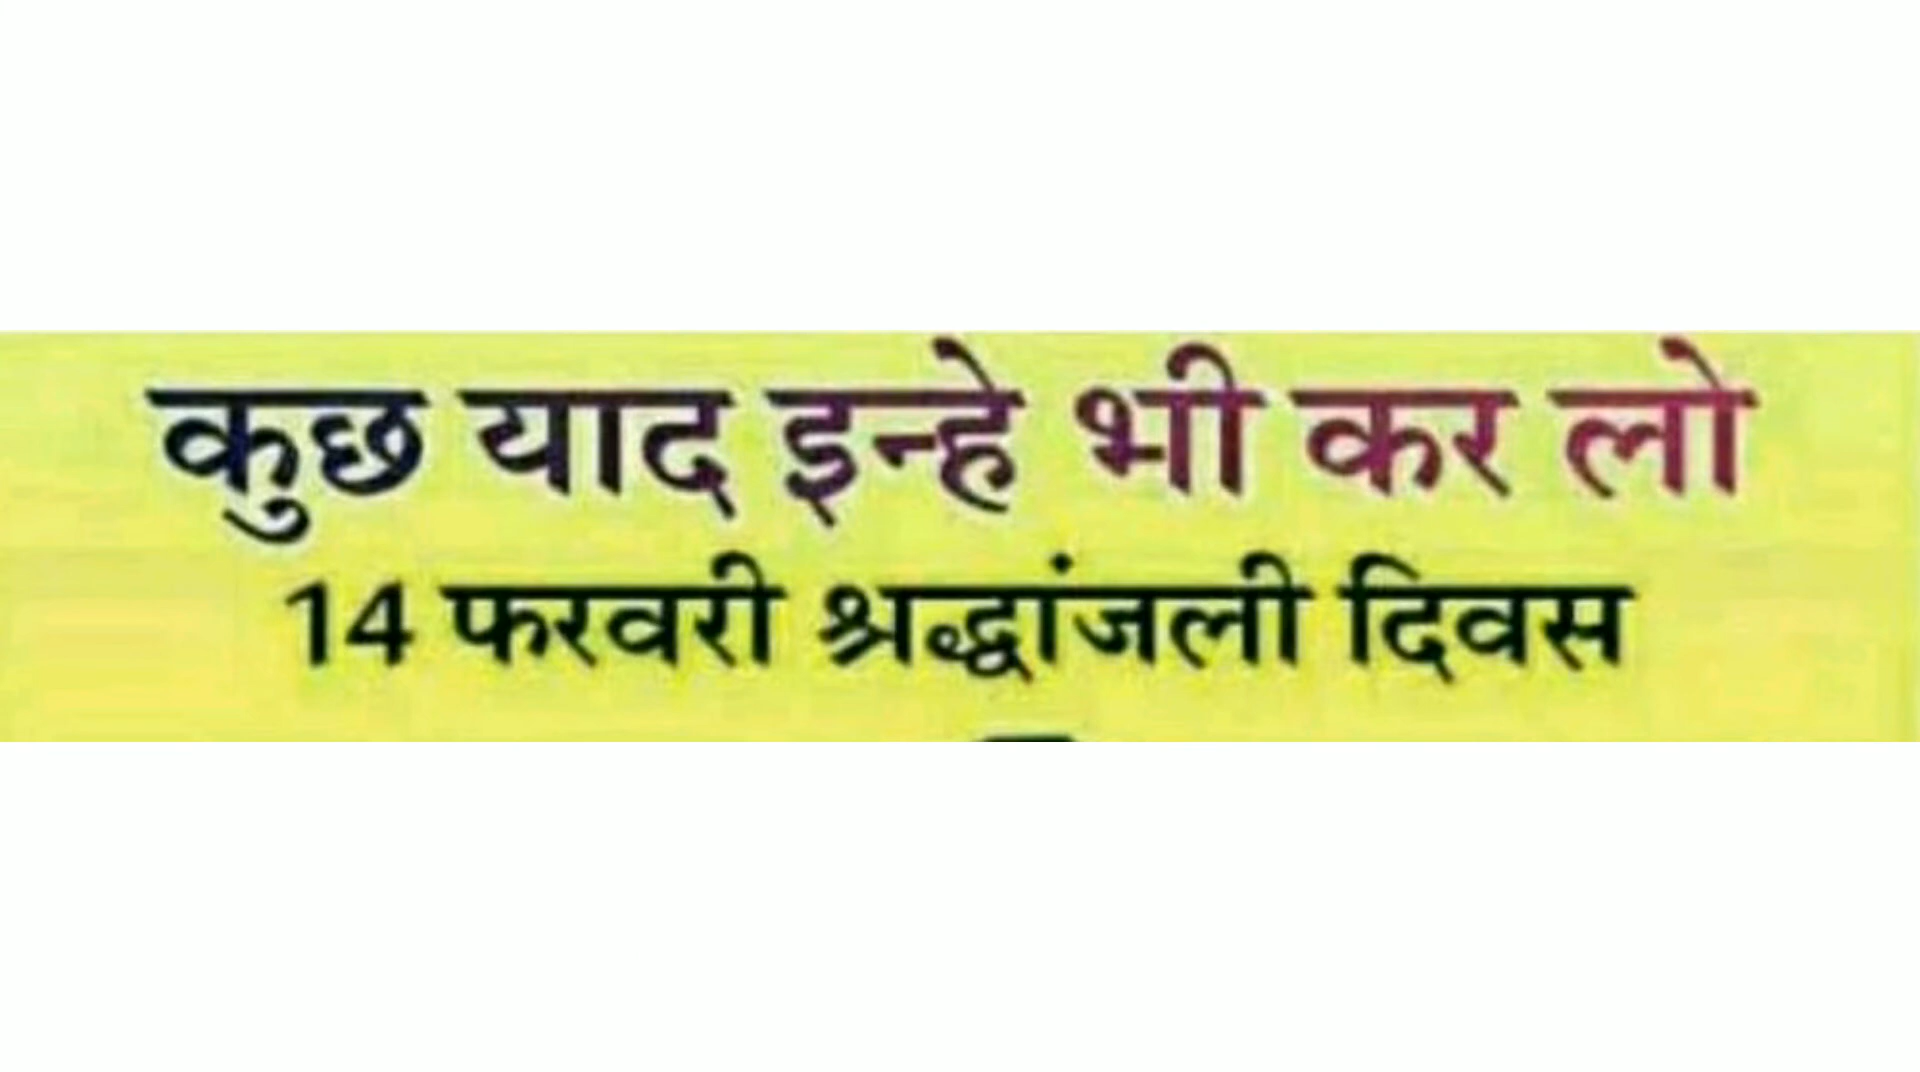 कुछ याद इन्हे भी कर लो
14 फरवरी श्रद्धांजली दिवस